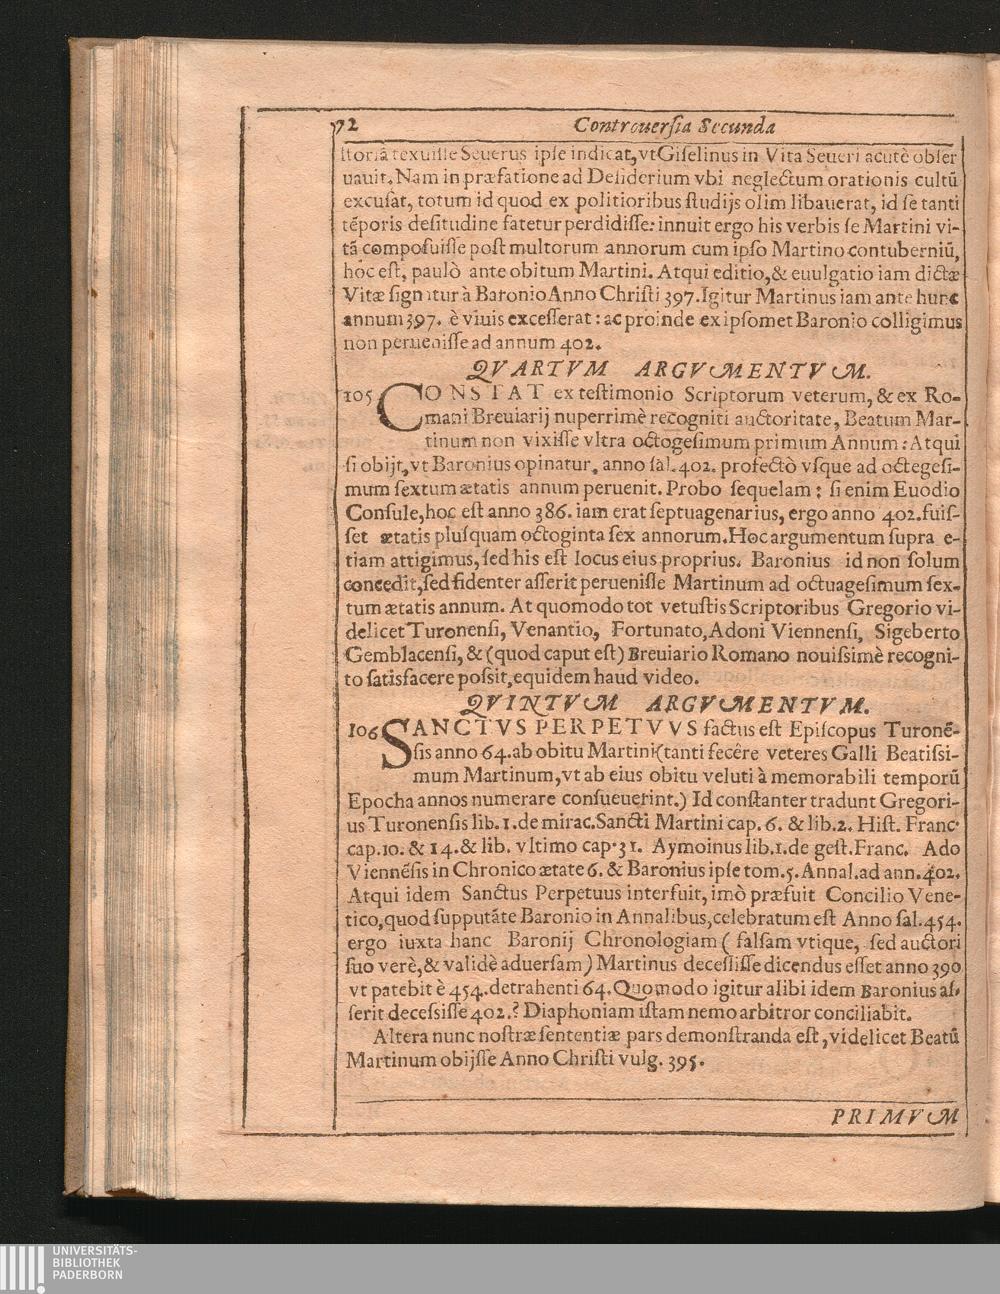 72 Controuersia Secunda
storiã texuisse Seuerus ipse indicat, vt Giselinus in Vita Seueri acutè obser
uauit. Nam in præfatione ad Desiderium vbi neglectum orationis cultũ
excusat, totum id quod ex politioribus studijs olim libauerat, id se tanti
tẽporis desitudine fatetur perdidisse: innuit ergo his verbis se Martini vi-
tã composuisse post multorum annorum cum ipso Martino contuberniũ,
hoc est, paulò ante obitum Martini. Atqui editio, & euulgatio iam dictæ
Vitæ signatur à Baronio Anno Christi 397. Igitur Martinus iam ante hunc
annum 397. è viuis excesserat: ac proinde ex ipsomet Baronio colligimus
non peruenisse ad annum 402.
QVARTVM ARGVMENTVM.
105 CONSTAT ex testimonio Scriptorum veterum, & ex Ro-
mani Breuiarij nuperrimè recogniti auctoritate, Beatum Mar-
tinum non vixisse vltra octogesimum primum Annum: Atqui
si obijt, vt Baronius opinatur, anno sal. 402. profectò vsque ad octegesi-
mum sextum ætatis annum peruenit. Probo sequelam: si enim Euodio
Consule, hoc est anno 386. iam erat septuagenarius, ergo anno 402. fuis-
set ætatis plusquam octoginta sex annorum. Hoc argumentum supra e-
tiam attigimus, sed his est locus eius proprius. Baronius id non solum
concedit, sed fidenter asserit peruenisse Martinum ad octuagesimum sex-
tum ætatis annum. At quomodo tot vetustis Scriptoribus Gregorio vi-
delicet Turonensi, Venantio, Fortunato, Adoni Viennensi, Sigeberto
Gemblacensi, & (quod caput est) Breuiario Romano nouissimè recogni-
to satisfacere possit, equidem haud video.
QVINTVM ARGVMENTVM.
106 SANCTVS PERPETVVS factus est Episcopus Turonẽ-
sis anno 64. ab obitu Martini (tanti fecêre veteres Galli Beatissi-
mum Martinum, vt ab eius obitu veluti à memorabili temporũ
Epocha annos numerare consueuerint.) Id constanter tradunt Gregori-
us Turonensis lib. 1. de mirac. Sancti Martini cap. 6. & lib. 2. Hist. Franc.
cap. 10. & 14. & lib. vltimo cap. 31. Aymoinus lib. 1. de gest. Franc. Ado
Viennẽsis in Chronico ætate 6. & Baronius ipse tom. 5. Annal. ad ann. 402.
Atqui idem Sanctus Perpetuus interfuit, imò præfuit Concilio Vene-
tico, quod supputãte Baronio in Annalibus, celebratum est Anno sal. 454.
ergo iuxta hanc Baronij Chronologiam ( falsam vtique, sed auctori
suo verè, & validè aduersam ) Martinus decessisse dicendus esset anno 390
vt patebit è 454. detrahenti 64. Quomodo igitur alibi idem Baronius as-
serit decessisse 402.? Diaphoniam istam nemo arbitror conciliabit.
Altera nunc nostræ sententiæ pars demonstranda est, videlicet Beatũ
Martinum obijsse Anno Christi vulg. 395.
PRIMVM
UNIVERSITÄTS-
BIBLIOTHEK
PADERBORN